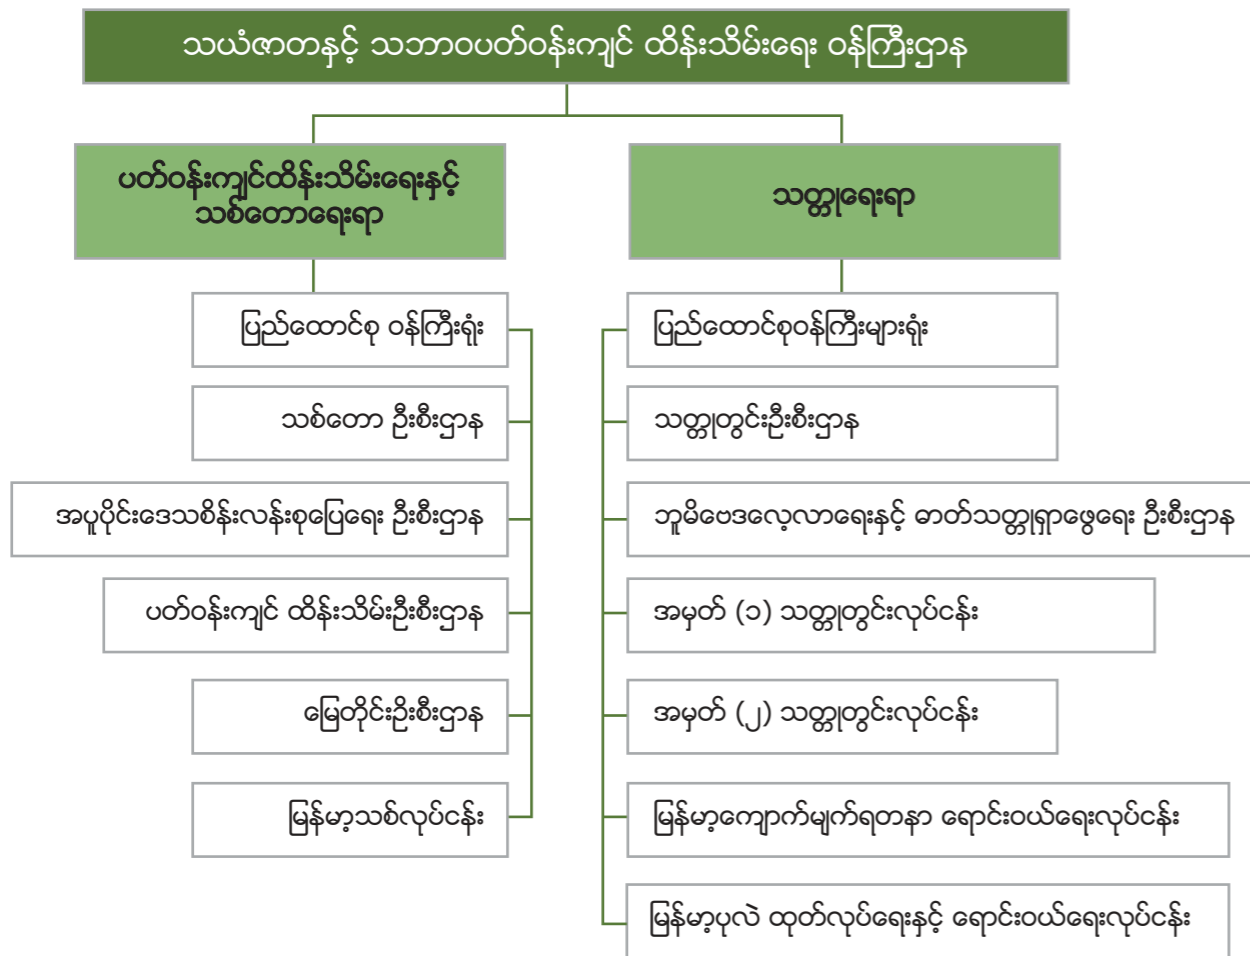 သယံဇာတနှင့် သဘာဝပတ်ဝန်းကျင် ထိန်းသိမ်းရေး ဝန်ကြီးဌာန
ပတ်ဝန်းကျင်ထိန်းသိမ်းရေးနှင့်
သစ်တောရေးရာ
ပြည်ထောင်စု ဝန်ကြီးရုံး
သစ်တော ဦးစီးဌာန
အပူပိုင်းဒေသစိန်းလန်းစုပြေရေး ဦးစီးဌာန
ပတ်ဝန်းကျင် ထိန်းသိမ်းဦးစီးဌာန
မြေတိုင်းဦးစီးဌာန
မြန်မာ့သစ်လုပ်ငန်း
သတ္တုရေးရာ
ပြည်ထောင်စုဝန်ကြီးများရုံး
သတ္တုတွင်းဦးစီးဌာန
ဘူမိဗေဒလေ့လာရေးနှင့် ဓာတ်သတ္တုရှာဖွေရေး ဦးစီးဌာန
အမှတ် (၁) သတ္တုတွင်းလုပ်ငန်း
အမှတ် (၂) သတ္တုတွင်းလုပ်ငန်း
မြန်မာ့ကျောက်မျက်ရတနာ ရောင်းဝယ်ရေးလုပ်ငန်း
မြန်မာ့ပုလဲ ထုတ်လုပ်ရေးနှင့် ရောင်းဝယ်ရေးလုပ်ငန်း